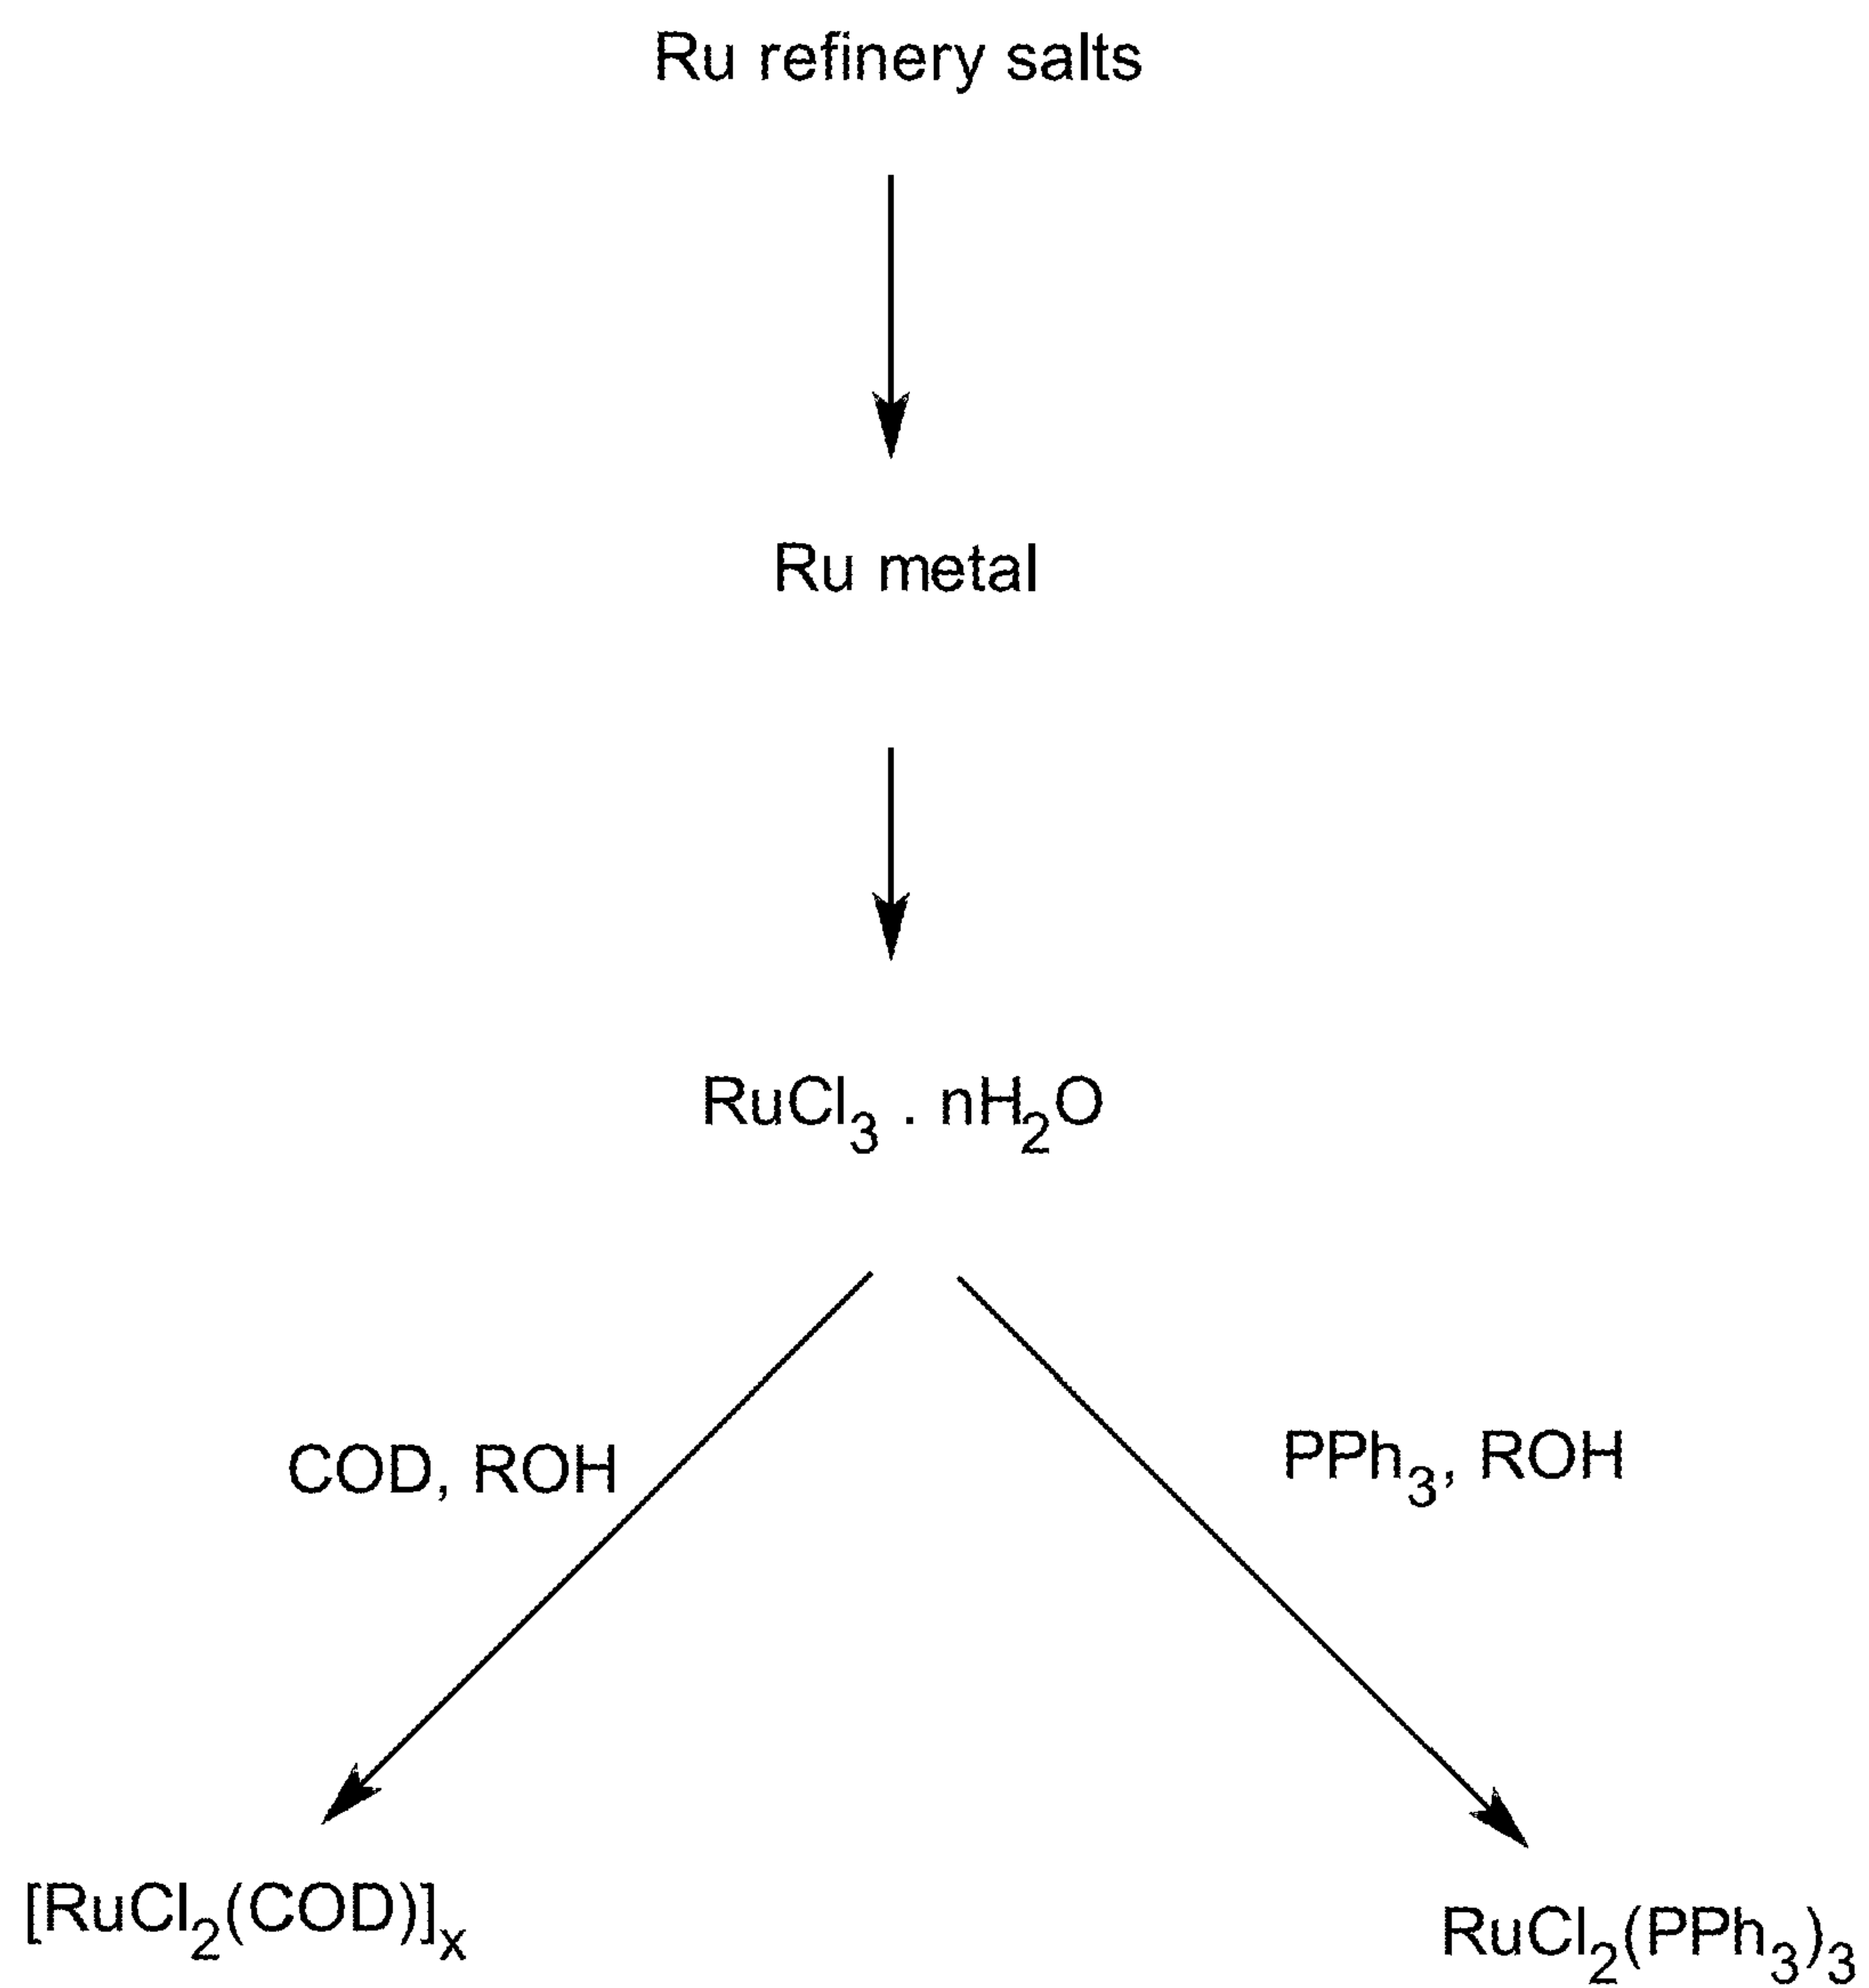 Ru refinery salts
Ru metal
RuCl3 . nH2O
COD, ROH
PPh3, ROH
[RuCl2(COD)]x
RuCl2(PPh3)3